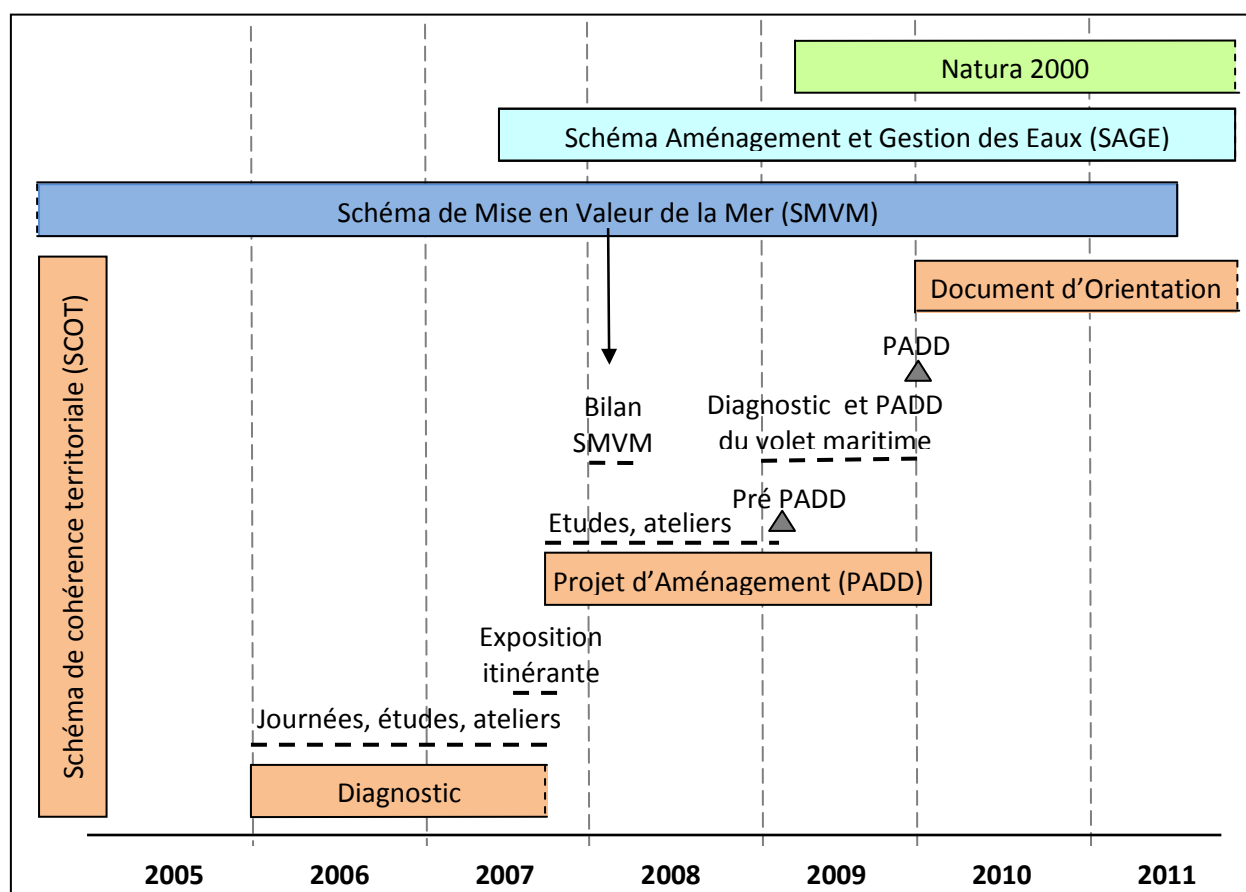 Natura 2000
Schéma Aménagement et Gestion des Eaux (SAGE)
Schéma de Mise en Valeur de la Mer (SMVM)
Schéma de cohérence territoriale (SCOT)
Document d’Orientation
PADD
Bilan
SMVM
Diagnostic et PADD
du volet maritime
Pré PADD
Etudes, ateliers
Projet d’Aménagement (PADD)
Exposition
itinérante
Journées, études, ateliers
Diagnostic
2005 2006 2007 2008 2009 2010 2011